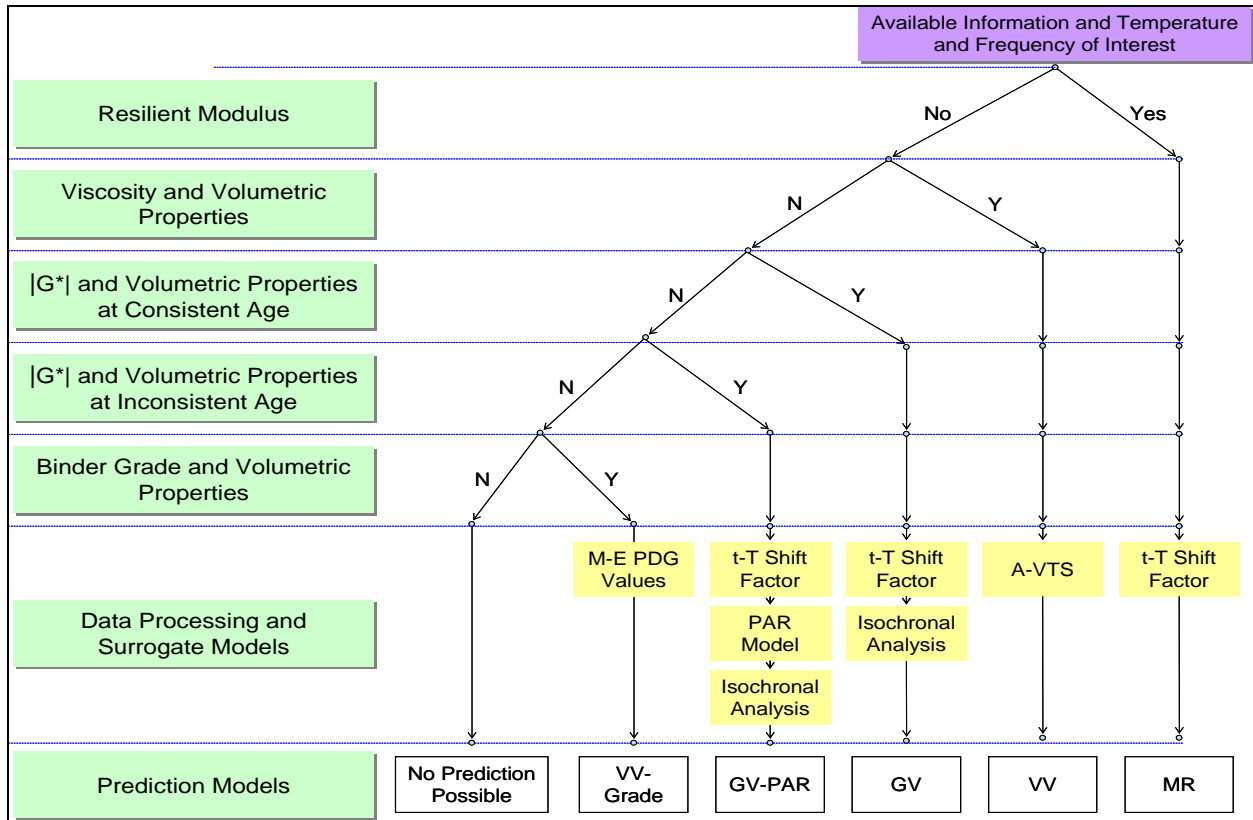 Available Information and Temperature
and Frequency of Interest
Resilient Modulus
No
Yes
Viscosity and Volumetric
Properties
N
Y
|G*| and Volumetric Properties
at Consistent Age
N
Y
|G*| and Volumetric Properties
at Inconsistent Age
N
Y
Binder Grade and Volumetric
Properties
N
Y
Data Processing and
Surrogate Models
M-E PDG
Values
t-T Shift
Factor
PAR
Model
Isochronal
Analysis
t-T Shift
Factor
Isochronal
Analysis
A-VTS
t-T Shift
Factor
Prediction Models
No Prediction
Possible
VV-
Grade
GV-PAR
GV
VV
MR